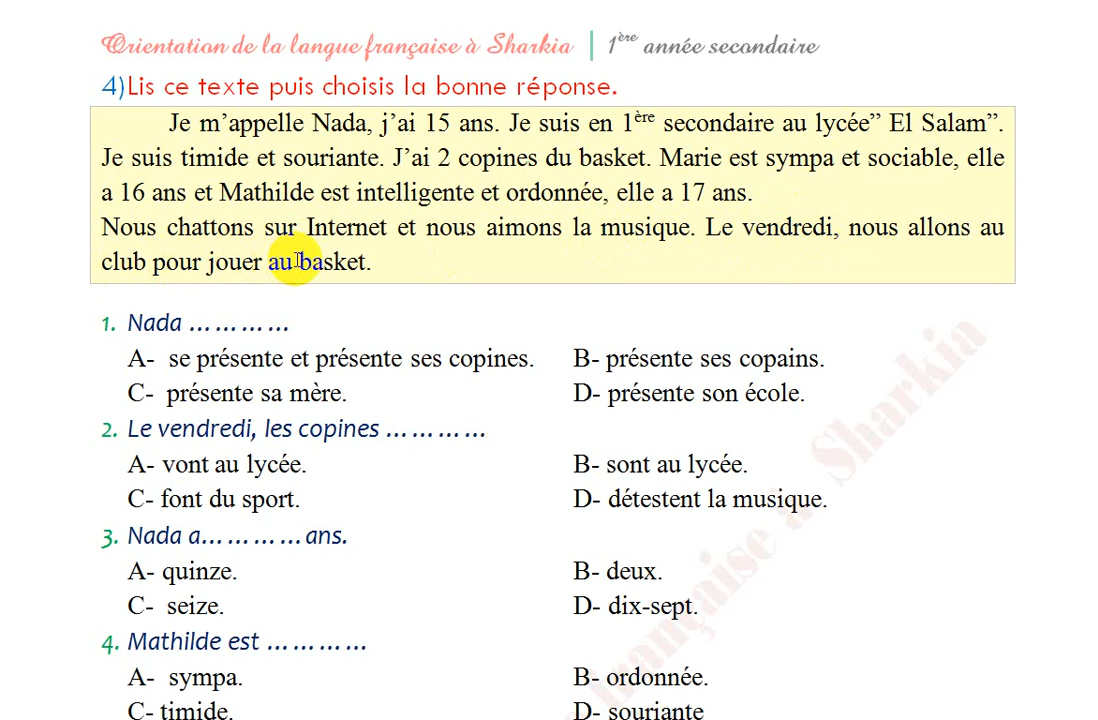 Orientation de la langue française à Sharkia | 1ère année secondaire
4)Lis ce texte puis choisis la bonne réponse.
Je m’appelle Nada, j’ai 15 ans. Je suis en 1ère secondaire au lycée” El Salam”.
Je suis timide et souriante. J’ai 2 copines du basket. Marie est sympa et sociable, elle
a 16 ans et Mathilde est intelligente et ordonnée, elle a 17 ans.
Nous chattons sur Internet et nous aimons la musique. Le vendredi, nous allons au
club pour jouer au basket.
1. Nada …………
A- se présente et présente ses copines. B- présente ses copains.
C- présente sa mère. D- présente son école.
2. Le vendredi, les copines …………
A- vont au lycée. B- sont au lycée.
C- font du sport. D- détestent la musique.
3. Nada a…………ans.
A- quinze. B- deux.
C- seize. D- dix-sept.
4. Mathilde est …………
A- sympa. B- ordonnée.
C- timide. D- souriante
française à Sharkia